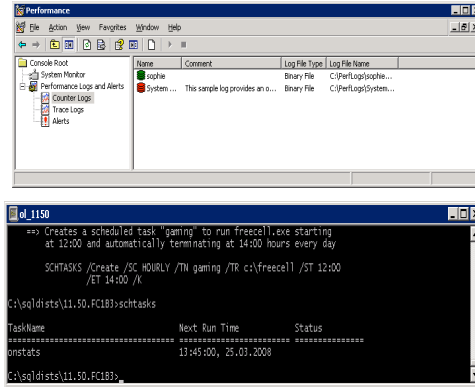 Performance
File Action View Favorites Window Help
Console Root
System Monitor
Performance Logs and Alerts
Counter Logs
Trace Logs
Alerts
Name Comment Log File Type Log File Name
sophie Binary File C:\PerfLogs\sophie...
System ... This sample log provides an o... Binary File C:\PerfLogs\System...
ol_1150
==> Creates a scheduled task "gaming" to run freecell.exe starting
at 12:00 and automatically terminating at 14:00 hours every day
SCHTASKS /Create /SC HOURLY /TN gaming /TR c:\freecell /ST 12:00
/ET 14:00 /K
C:\sqldists\11.50.FC1B3>schtasks
TaskName Next Run Time Status
==================================== ======================== ===============
onstats 13:45:00, 25.03.2008
C:\sqldists\11.50.FC1B3>_